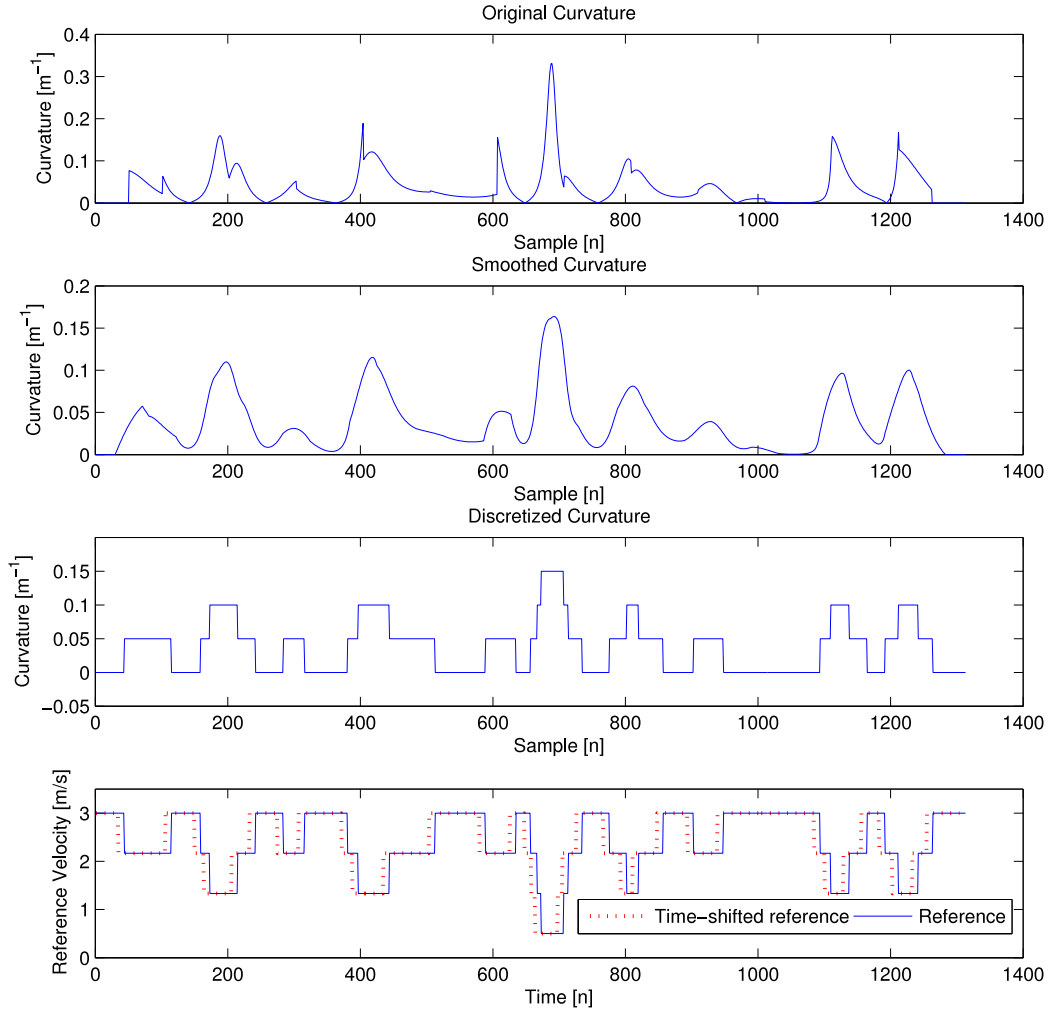 Original Curvature
Curvature [m−1]
0.4
0.3
0.2
0.1
0
0 200 400 600 800 1000 1200 1400
Sample [n]
Smoothed Curvature
Curvature [m−1]
0.2
0.15
0.1
0.05
0
0 200 400 600 800 1000 1200 1400
Sample [n]
Discretized Curvature
Curvature [m−1]
0.15
0.1
0.05
0
−0.05
0 200 400 600 800 1000 1200 1400
Sample [n]
Reference Velocity [m/s]
3
2
1
0
Time−shifted reference Reference
0 200 400 600 800 1000 1200 1400
Time [n]